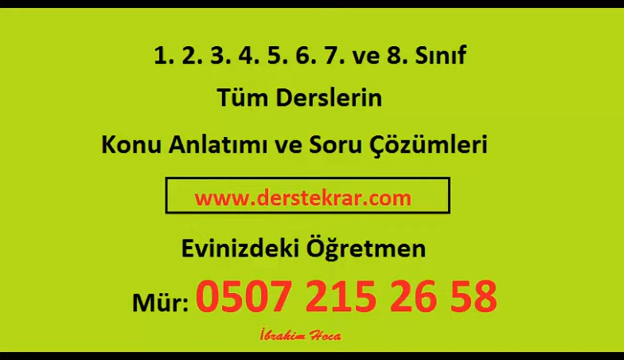 1. 2. 3. 4. 5. 6. 7. ve 8. Sınıf
Tüm Derslerin
Konu Anlatımı ve Soru Çözümleri
www.derstekrar.com
Evinizdeki Öğretmen
Mür: 0507 215 26 58
İbrahim Hoca